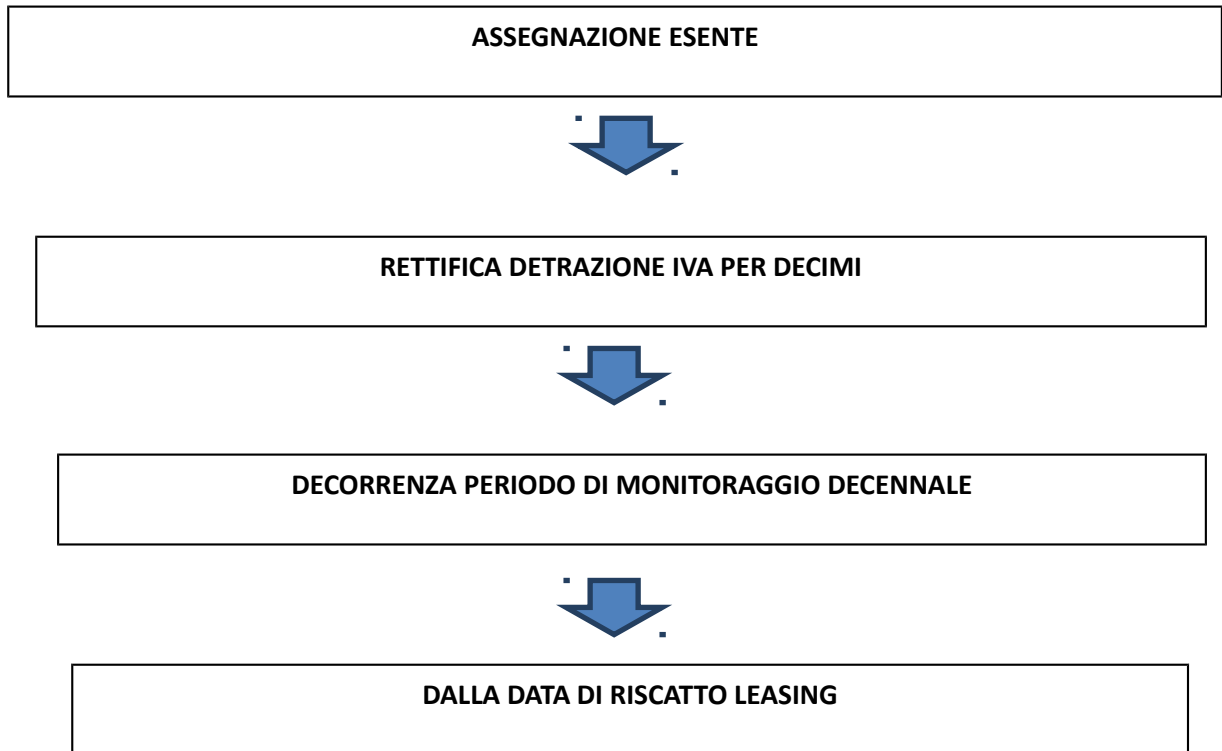 ASSEGNAZIONE ESENTE
RETTIFICA DETRAZIONE IVA PER DECIMI
DECORRENZA PERIODO DI MONITORAGGIO DECENNALE
DALLA DATA DI RISCATTO LEASING